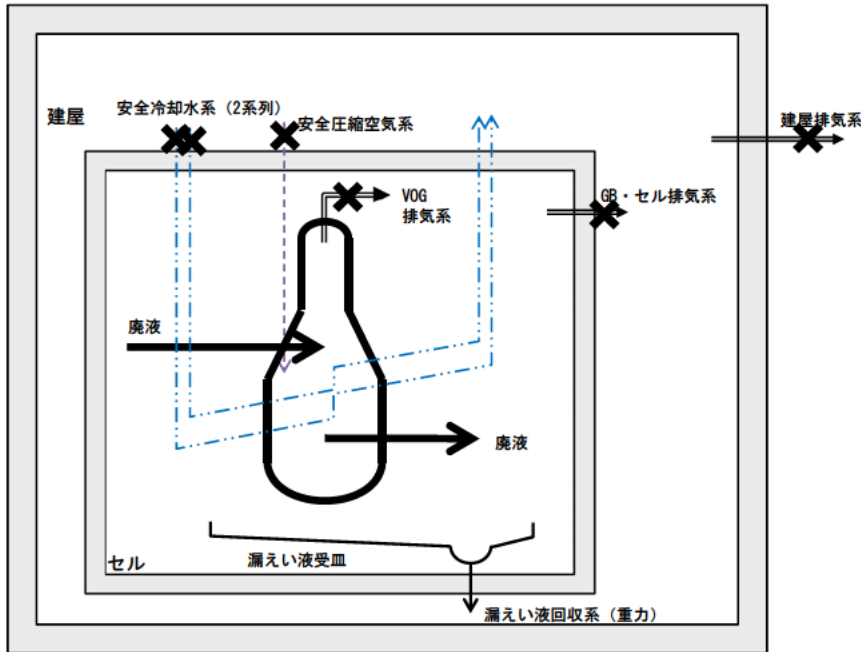 建屋
安全冷却水系（2系列）
安全圧縮空気系
建屋排気系
VOG
排気系
GB・セル排気系
廃液
廃液
セル
漏えい液受皿
漏えい液回収系（重力）